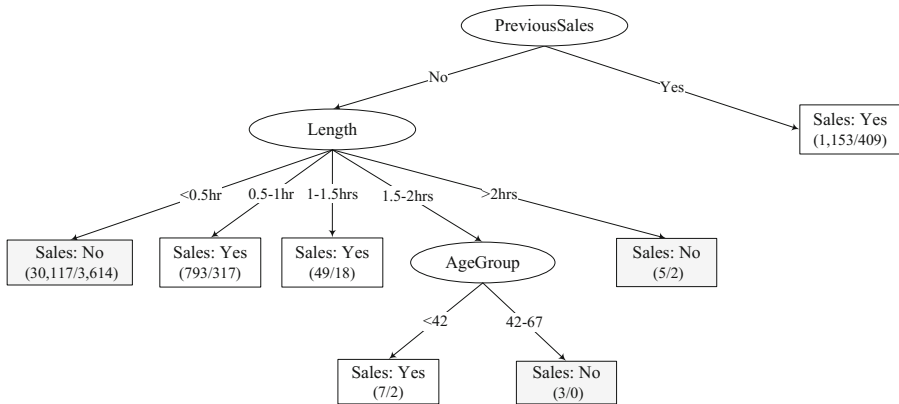 PreviousSales
No
Yes
Sales: Yes
(1,153/409)
Length
<0.5hr
0.5-1hr
1-1.5hrs
1.5-2hrs
>2hrs
Sales: No
(30,117/3,614)
Sales: Yes
(793/317)
Sales: Yes
(49/18)
AgeGroup
Sales: No
(5/2)
<42
42-67
Sales: Yes
(7/2)
Sales: No
(3/0)